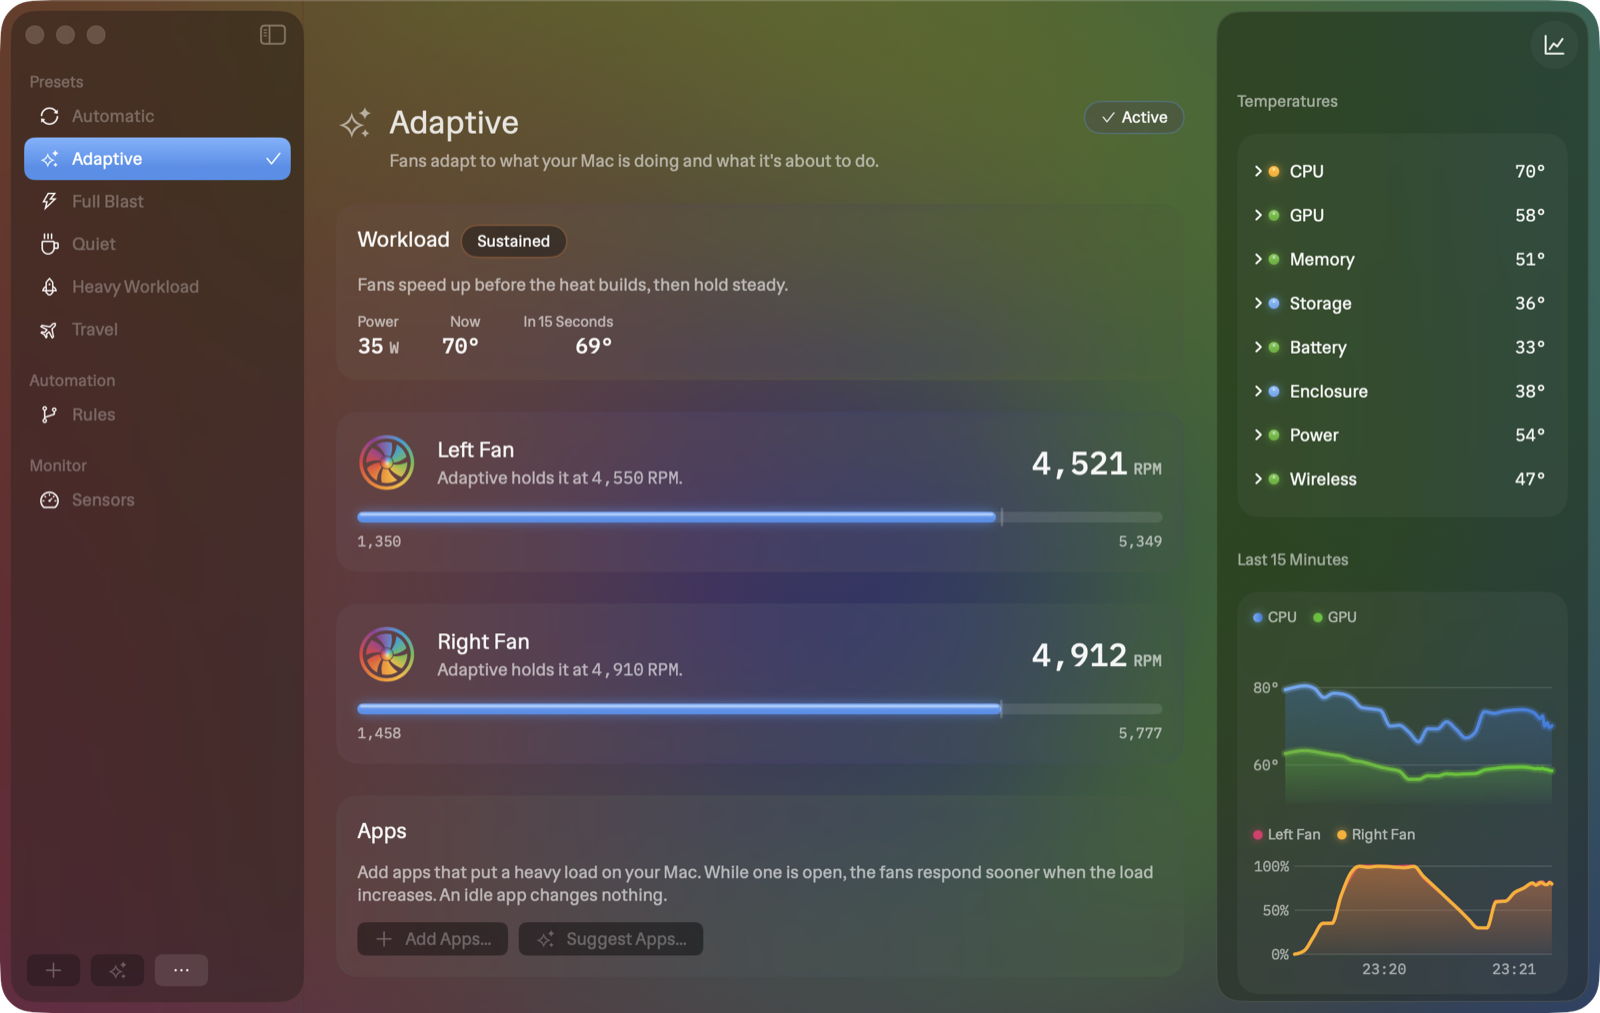 Presets
Automatic
Adaptive
Full Blast
Quiet
Heavy Workload
Travel
Automation
Rules
Monitor
Sensors
Adaptive
Active
Fans adapt to what your Mac is doing and what it's about to do.
Workload
Sustained
Fans speed up before the heat builds, then hold steady.
Power Now In 15 Seconds
35 W 70° 69°
Left Fan
Adaptive holds it at 4,550 RPM.
4,521 RPM
1,350 5,349
Right Fan
Adaptive holds it at 4,910 RPM.
4,912 RPM
1,458 5,777
Apps
Add apps that put a heavy load on your Mac. While one is open, the fans respond sooner when the load
increases. An idle app changes nothing.
Add Apps... Suggest Apps...
Temperatures
CPU 70°
GPU 58°
Memory 51°
Storage 36°
Battery 33°
Enclosure 38°
Power 54°
Wireless 47°
Last 15 Minutes
CPU GPU
80°
60°
Left Fan Right Fan
100%
50%
0%
23:20 23:21